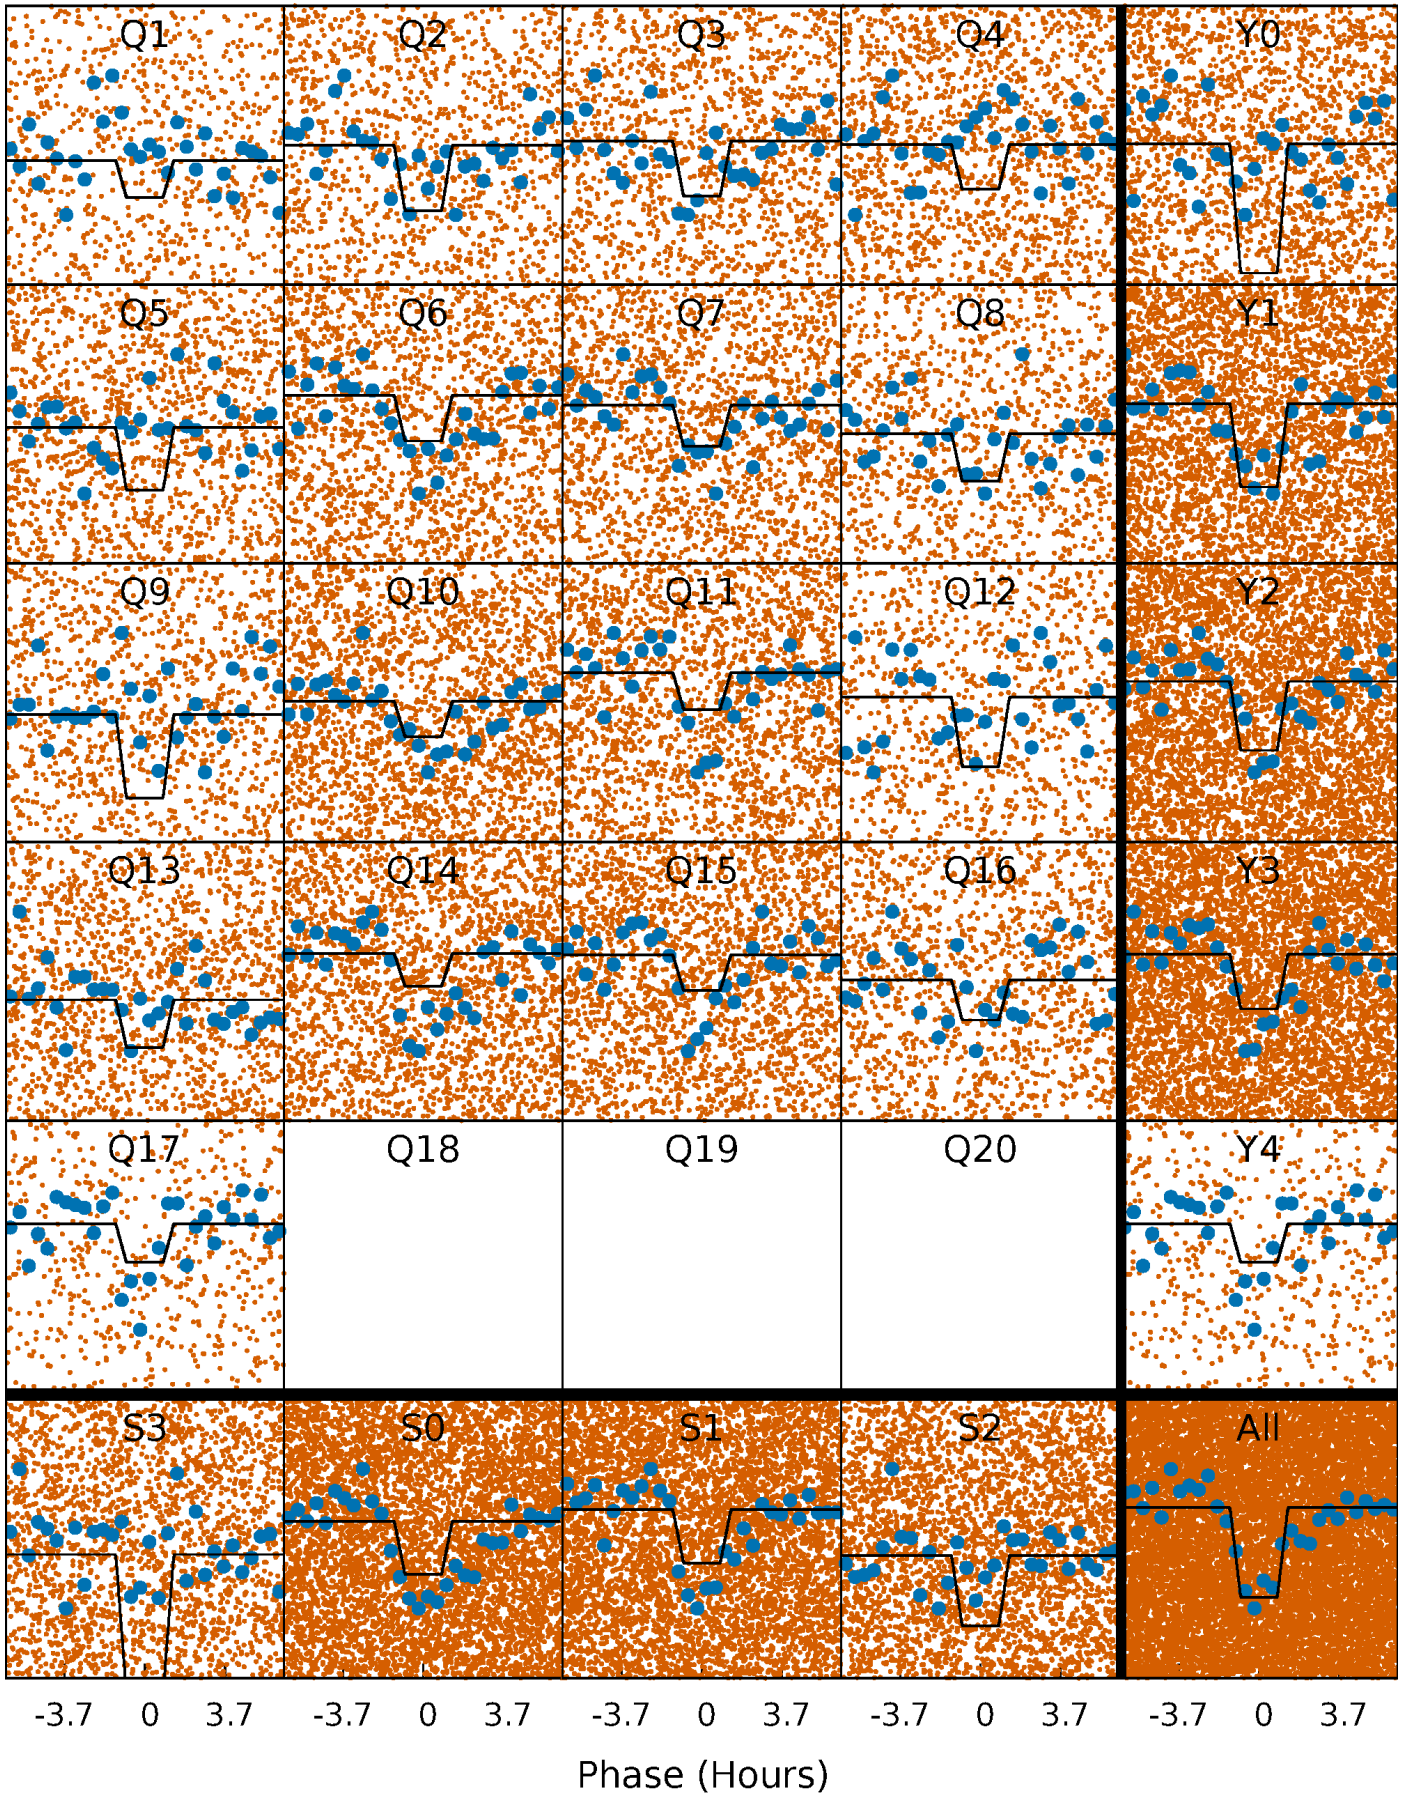 Q1 Q2 Q3 Q4 Y0
Q5 Q6 Q7 Q8 Y1
Q9 Q10 Q11 Q12 Y2
Q13 Q14 Q15 Q16 Y3
Q17 Q18 Q19 Q20 Y4
S3 S0 S1 S2 All
-3.7 0 3.7 -3.7 0 3.7 -3.7 0 3.7 -3.7 0 3.7 -3.7 0 3.7
Phase (Hours)